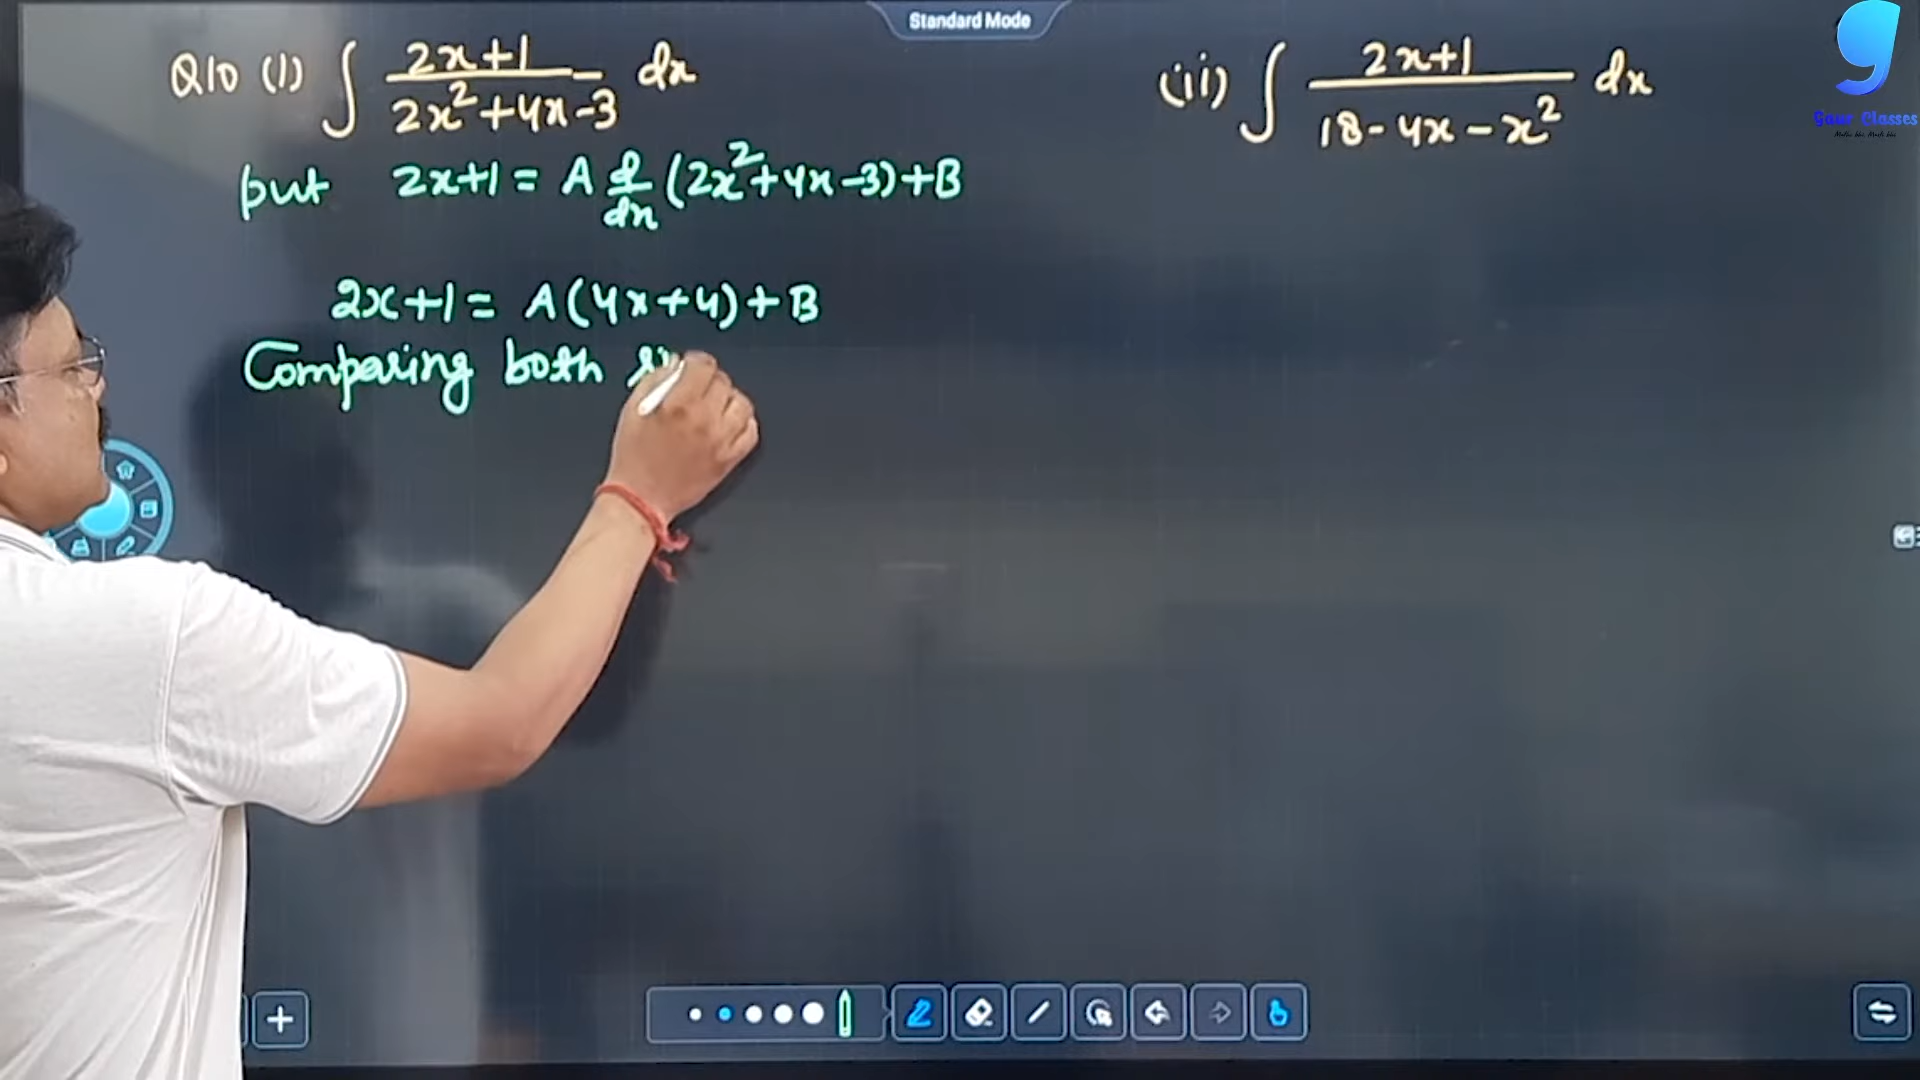 Standard Mode
Q10 (1) ∫ (2x+1)/(2x²+4x-3) dx
put 2x+1 = A d/dx (2x²+4x-3)+B
2x+1 = A(4x+4)+B
Comparing both
(ii) ∫ (2x+1)/(18-4x-x²) dx
Gaur Classes